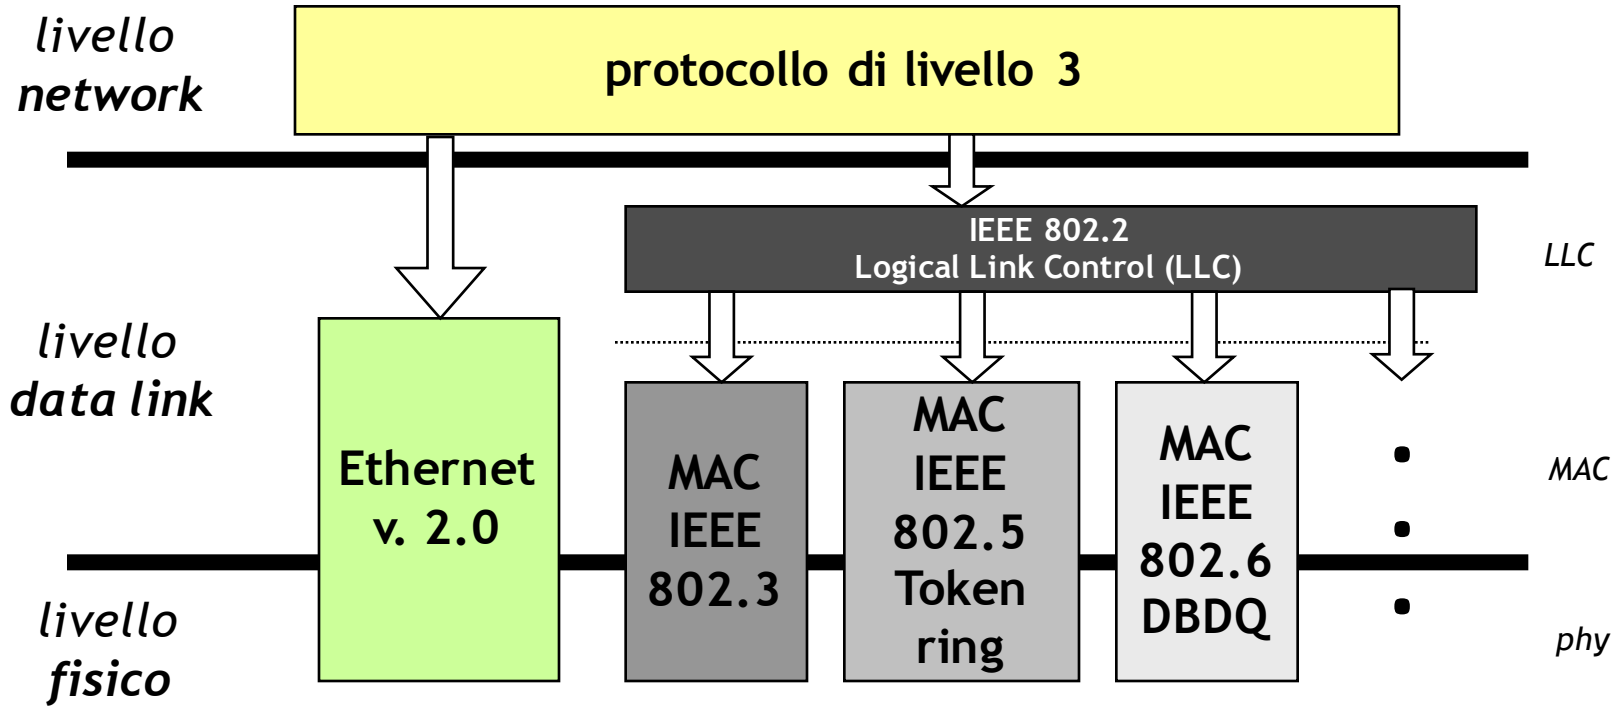 livello
network
protocollo di livello 3
IEEE 802.2
Logical Link Control (LLC)
LLC
livello
data link
Ethernet
v. 2.0
MAC
IEEE
802.3
MAC
IEEE
802.5
Token
ring
MAC
IEEE
802.6
DBDQ
MAC
livello
fisico
phy